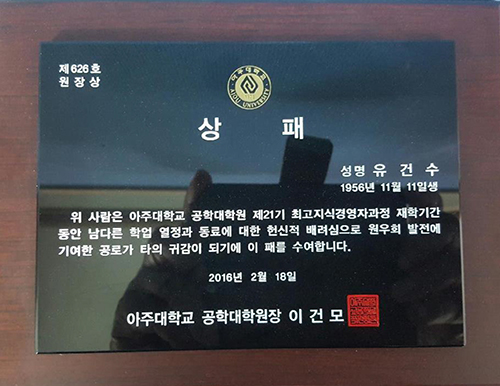 제626호
원장상
아주대학교
AJOU UNIVERSITY
상 패
성명 유건수
1956년 11월 11일생
위 사람은 아주대학교 공학대학원 제21기 최고지식경영자과정 재학기간
동안 남다른 학업 열정과 동료에 대한 헌신적 배려심으로 원우회 발전에
기여한 공로가 타의 귀감이 되기에 이 패를 수여합니다.
2016년 2월 18일
아주대학교 공학대학원장 이건모